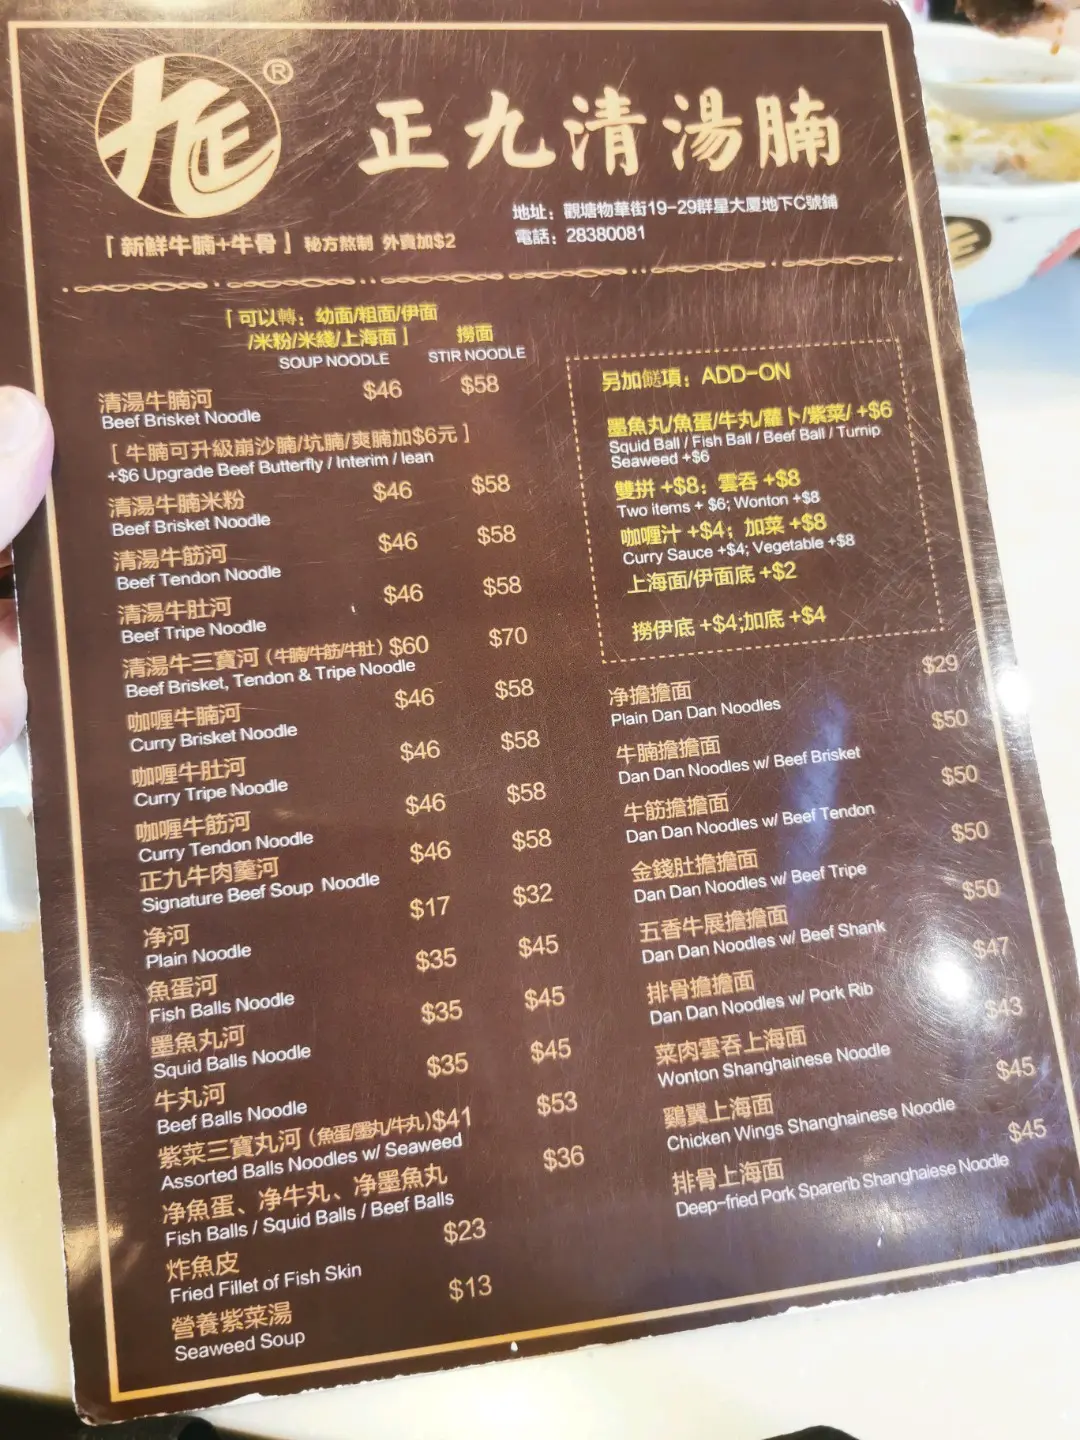 九正 ®
正九清湯腩
地址：觀塘物華街19-29群星大廈地下C號鋪
電話：28380081
「新鮮牛腩+牛骨」秘方熬制 外賣加$2
「可以轉：幼面/粗面/伊面
/米粉/米綫/上海面」
SOUP NOODLE
撈面
STIR NOODLE
清湯牛腩河 $46 $58
Beef Brisket Noodle
[ 牛腩可升級崩沙腩/坑腩/爽腩加$6元 ]
+$6 Upgrade Beef Butterfly / Interim / lean
清湯牛腩米粉 $46 $58
Beef Brisket Noodle
清湯牛筋河 $46 $58
Beef Tendon Noodle
清湯牛肚河 $46 $58
Beef Tripe Noodle
清湯牛三寶河 (牛腩/牛筋/牛肚) $60 $70
Beef Brisket, Tendon & Tripe Noodle
咖喱牛腩河 $46 $58
Curry Brisket Noodle
咖喱牛肚河 $46 $58
Curry Tripe Noodle
咖喱牛筋河 $46 $58
Curry Tendon Noodle
正九牛肉羹河 $46 $58
Signature Beef Soup Noodle
净河 $17 $32
Plain Noodle
魚蛋河 $35 $45
Fish Balls Noodle
墨魚丸河 $35 $45
Squid Balls Noodle
牛丸河 $35 $45
Beef Balls Noodle
紫菜三寶丸河 (魚蛋/墨丸/牛丸) $41 $53
Assorted Balls Noodles w/ Seaweed
净魚蛋、净牛丸、净墨魚丸 $36
Fish Balls / Squid Balls / Beef Balls
炸魚皮 $23
Fried Fillet of Fish Skin
營養紫菜湯 $13
Seaweed Soup
另加餸項：ADD-ON
墨魚丸/魚蛋/牛丸/蘿卜/紫菜/ +$6
Squid Ball / Fish Ball / Beef Ball / Turnip
Seaweed +$6
雙拼 +$8；雲吞 +$8
Two items + $6; Wonton +$8
咖喱汁 +$4；加菜 +$8
Curry Sauce +$4; Vegetable +$8
上海面/伊面底 +$2
撈伊底 +$4;加底 +$4
净擔擔面 $29
Plain Dan Dan Noodles
牛腩擔擔面 $50
Dan Dan Noodles w/ Beef Brisket
牛筋擔擔面 $50
Dan Dan Noodles w/ Beef Tendon
金錢肚擔擔面 $50
Dan Dan Noodles w/ Beef Tripe
五香牛展擔擔面 $50
Dan Dan Noodles w/ Beef Shank
排骨擔擔面 $47
Dan Dan Noodles w/ Pork Rib
菜肉雲吞上海面 $43
Wonton Shanghainese Noodle
鷄翼上海面 $45
Chicken Wings Shanghainese Noodle
排骨上海面 $45
Deep-fried Pork Sparerib Shanghaiese Noodle